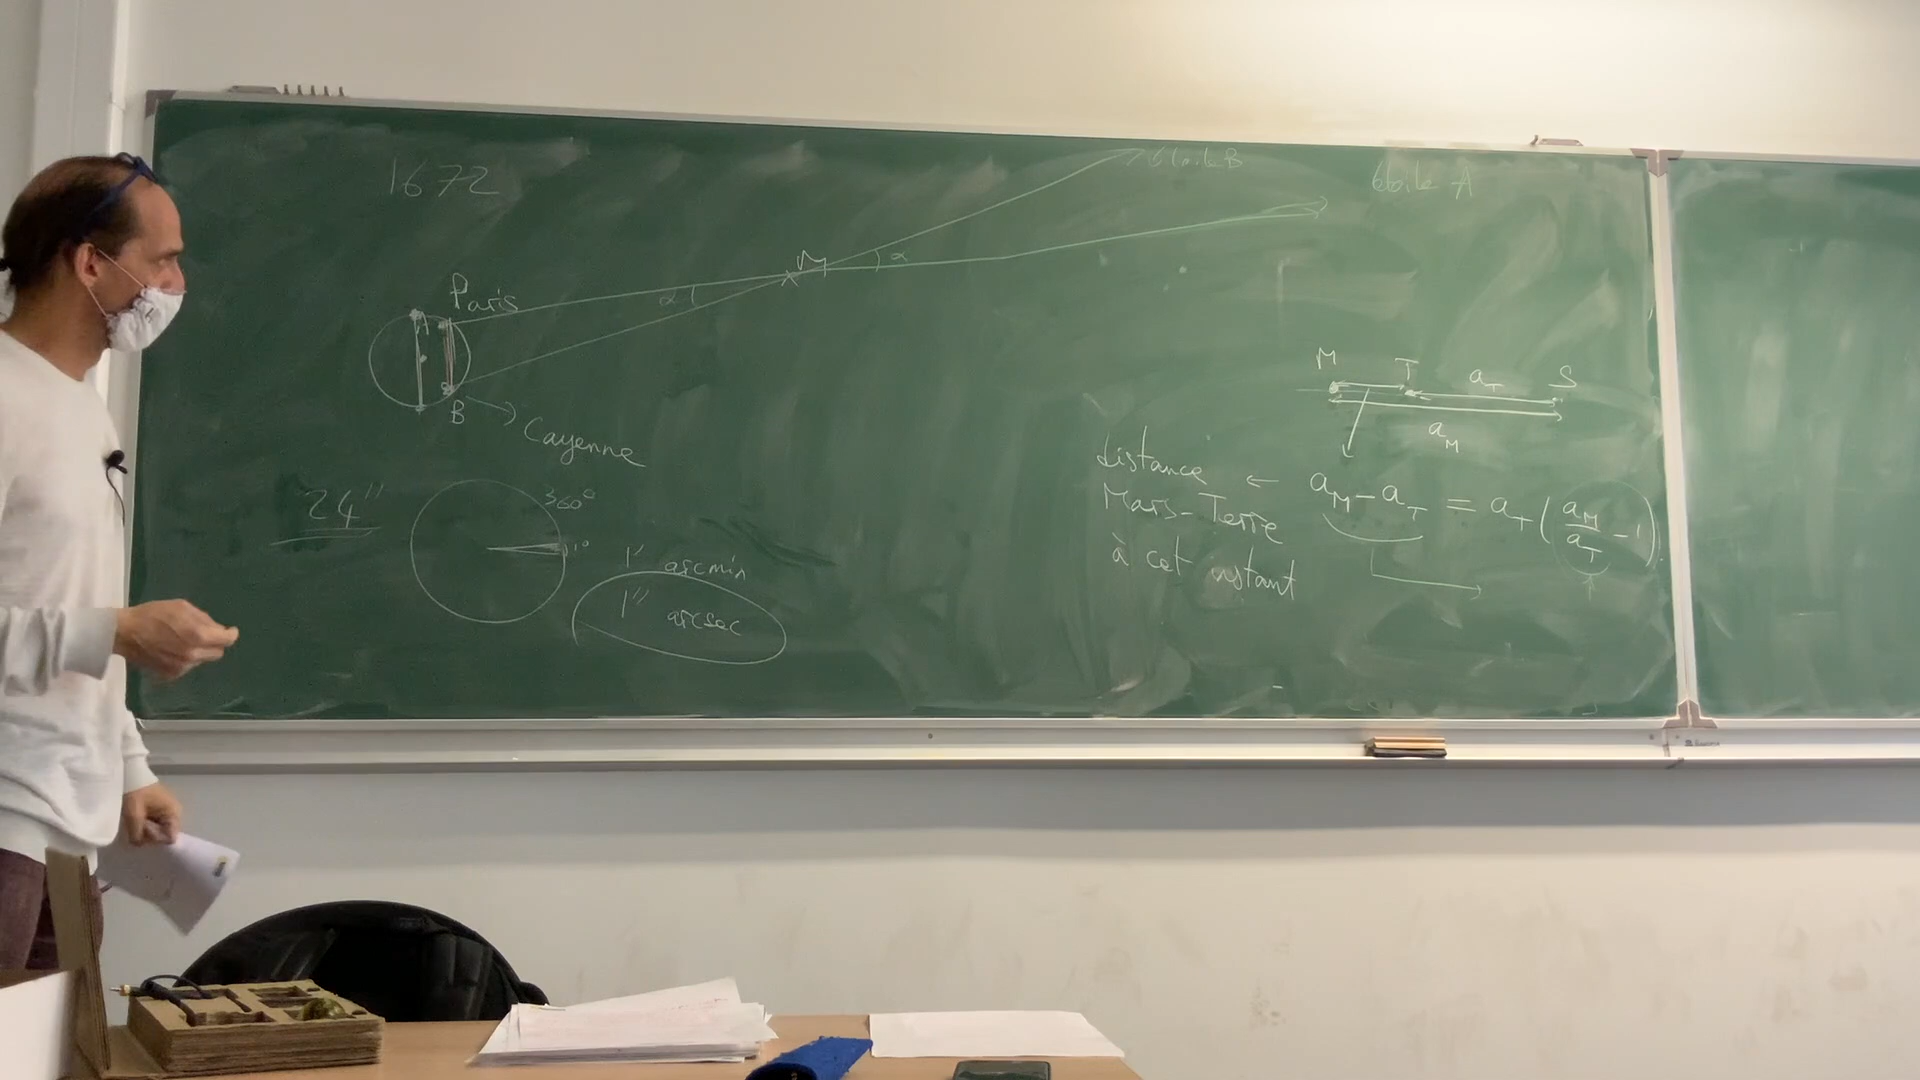 1672
étoile B
étoile A
M
α
α
Paris
A
B
Cayenne
24"
360°
1°
1' arcmin
1" arcsec
M T a_T S
a_M
distance ← a_M - a_T = a_T (a_M/a_T - 1)
Mars-Terre
à cet instant